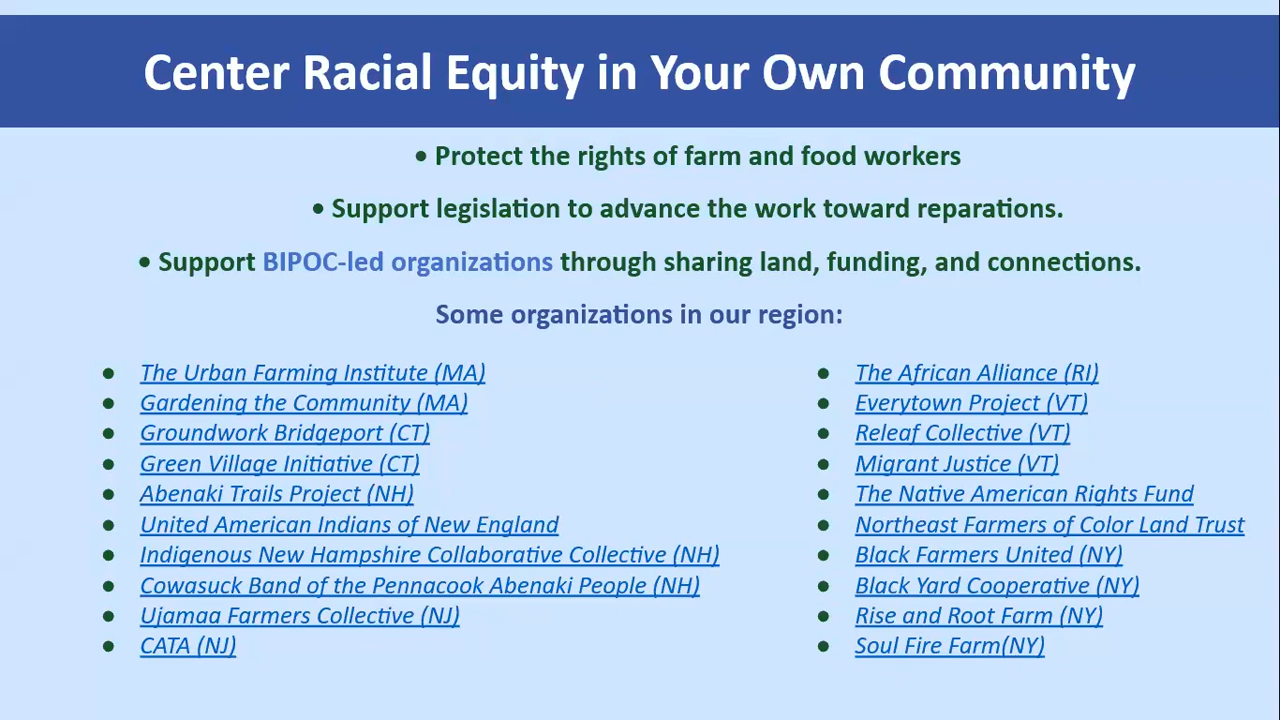 Center Racial Equity in Your Own Community
• Protect the rights of farm and food workers
• Support legislation to advance the work toward reparations.
• Support BIPOC-led organizations through sharing land, funding, and connections.
Some organizations in our region:
● The Urban Farming Institute (MA)
● Gardening the Community (MA)
● Groundwork Bridgeport (CT)
● Green Village Initiative (CT)
● Abenaki Trails Project (NH)
● United American Indians of New England
● Indigenous New Hampshire Collaborative Collective (NH)
● Cowasuck Band of the Pennacook Abenaki People (NH)
● Ujamaa Farmers Collective (NJ)
● CATA (NJ)
● The African Alliance (RI)
● Everytown Project (VT)
● Releaf Collective (VT)
● Migrant Justice (VT)
● The Native American Rights Fund
● Northeast Farmers of Color Land Trust
● Black Farmers United (NY)
● Black Yard Cooperative (NY)
● Rise and Root Farm (NY)
● Soul Fire Farm(NY)